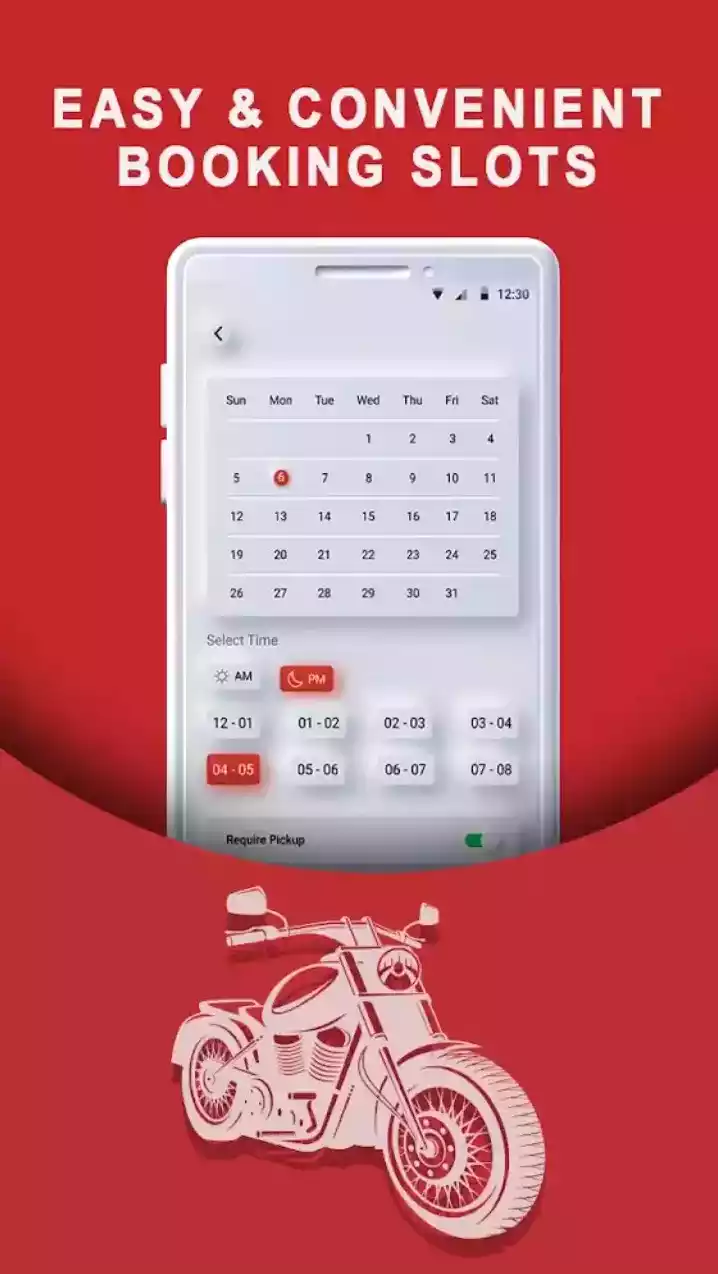 EASY & CONVENIENT
BOOKING SLOTS
12:30
Sun Mon Tue Wed Thu Fri Sat
1 2 3 4
5 6 7 8 9 10 11
12 13 14 15 16 17 18
19 20 21 22 23 24 25
26 27 28 29 30 31
Select Time
AM PM
12 - 01 01 - 02 02 - 03 03 - 04
04 - 05 05 - 06 06 - 07 07 - 08
Require Pickup